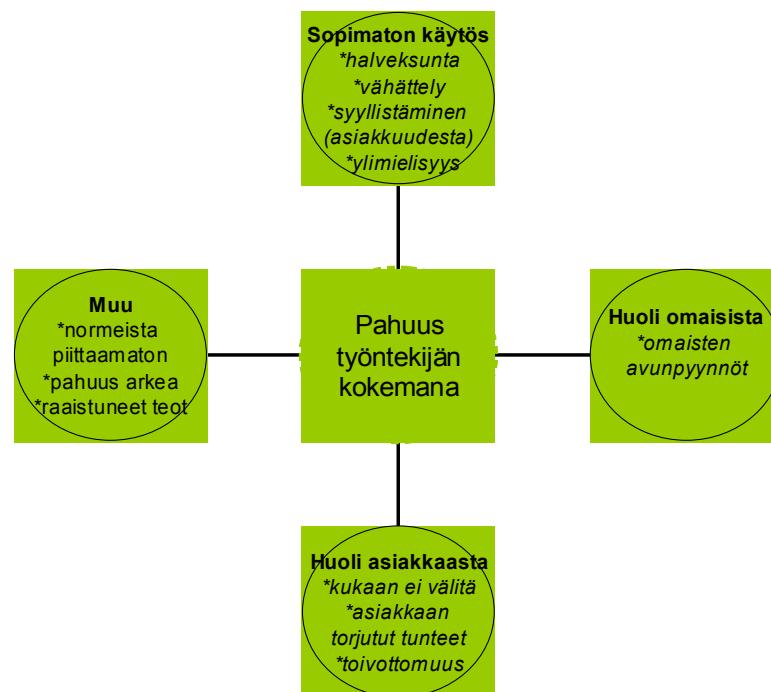 Sopimaton käytös
*halveksunta
*vähättely
*syyllistäminen
(asiakkuudesta)
*ylimielisyys
Muu
*normeista
piittaamaton
*pahuus arkea
*raaistuneet teot
Pahuus
työntekijän
kokemana
Huoli omaisista
*omaisten
avunpyynnöt
Huoli asiakkaasta
*kukaan ei välitä
*asiakkaan
torjutut tunteet
*toivottomuus